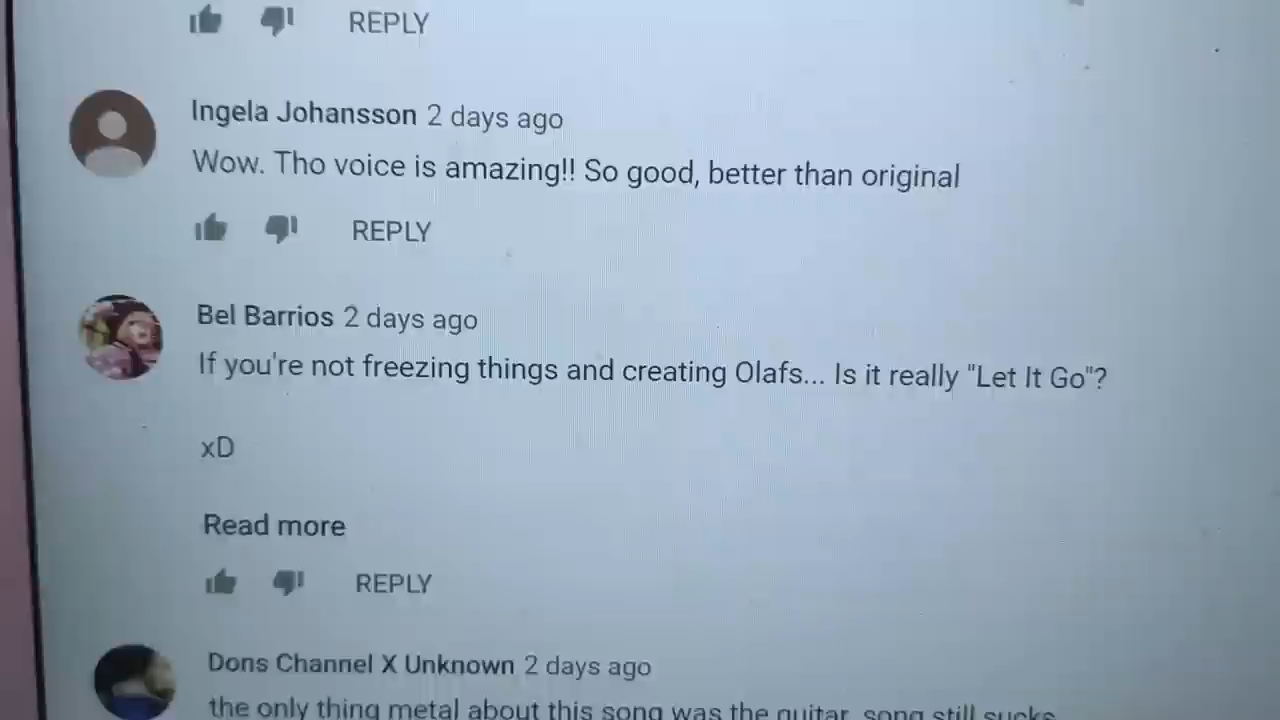 REPLY
Ingela Johansson 2 days ago
Wow. Tho voice is amazing!! So good, better than original
REPLY
Bel Barrios 2 days ago
If you're not freezing things and creating Olafs... Is it really "Let It Go"?
xD
Read more
REPLY
Dons Channel X Unknown 2 days ago
the only thing metal about this song was the guitar, song still sucks